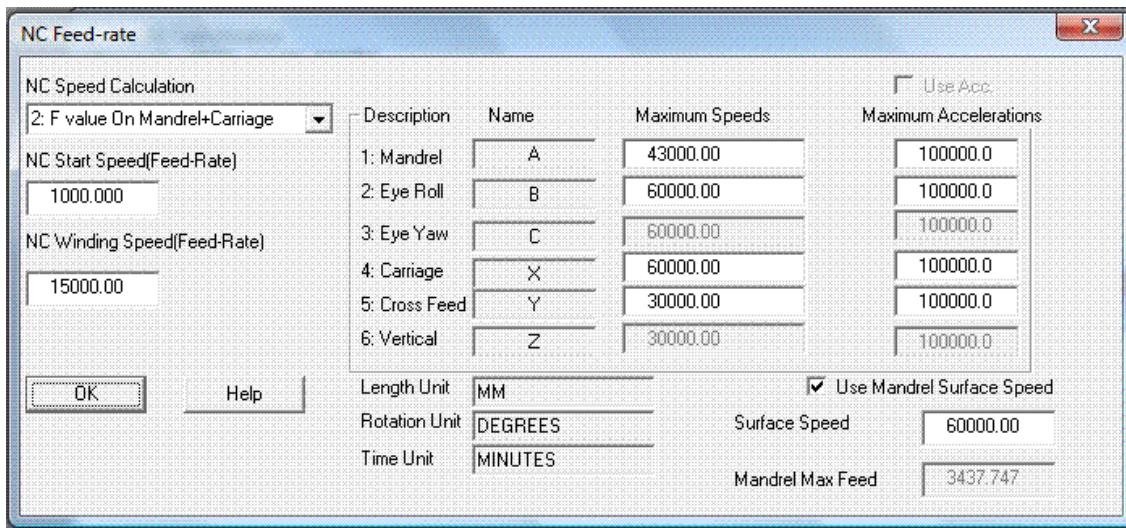 NC Feed-rate
NC Speed Calculation
2: F value On Mandrel+Carriage
NC Start Speed(Feed-Rate)
1000.000
NC Winding Speed(Feed-Rate)
15000.00
OK
Help
Use Acc.
Description Name Maximum Speeds Maximum Accelerations
1: Mandrel A 43000.00 100000.0
2: Eye Roll B 60000.00 100000.0
3: Eye Yaw C 60000.00 100000.0
4: Carriage X 60000.00 100000.0
5: Cross Feed Y 30000.00 100000.0
6: Vertical Z 30000.00 100000.0
Length Unit MM
Rotation Unit DEGREES
Time Unit MINUTES
Use Mandrel Surface Speed
Surface Speed 60000.00
Mandrel Max Feed 3437.747